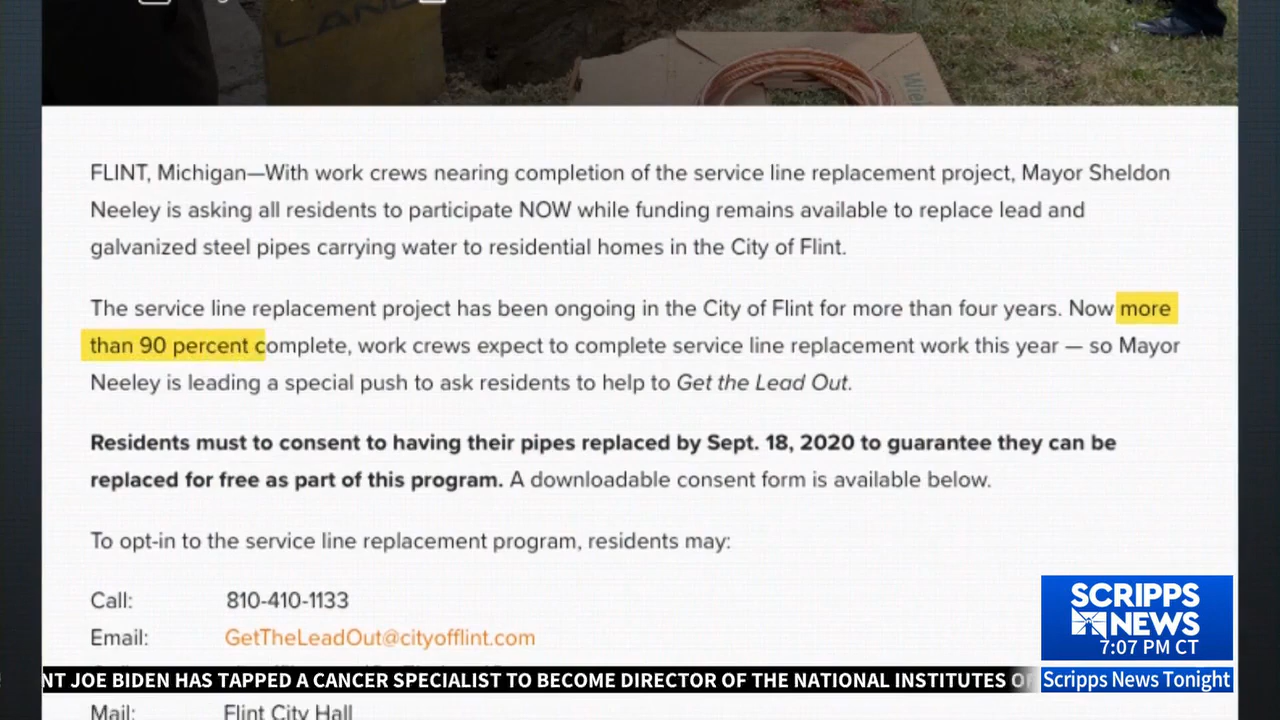 LAND
Wiel
FLINT, Michigan—With work crews nearing completion of the service line replacement project, Mayor Sheldon
Neeley is asking all residents to participate NOW while funding remains available to replace lead and
galvanized steel pipes carrying water to residential homes in the City of Flint.
The service line replacement project has been ongoing in the City of Flint for more than four years. Now more
than 90 percent complete, work crews expect to complete service line replacement work this year — so Mayor
Neeley is leading a special push to ask residents to help to Get the Lead Out.
Residents must to consent to having their pipes replaced by Sept. 18, 2020 to guarantee they can be
replaced for free as part of this program. A downloadable consent form is available below.
To opt-in to the service line replacement program, residents may:
Call: 810-410-1133
Email: GetTheLeadOut@cityofflint.com
SCRIPPS
NEWS
7:07 PM CT
NT JOE BIDEN HAS TAPPED A CANCER SPECIALIST TO BECOME DIRECTOR OF THE NATIONAL INSTITUTES O
Scripps News Tonight
Mail: Flint City Hall